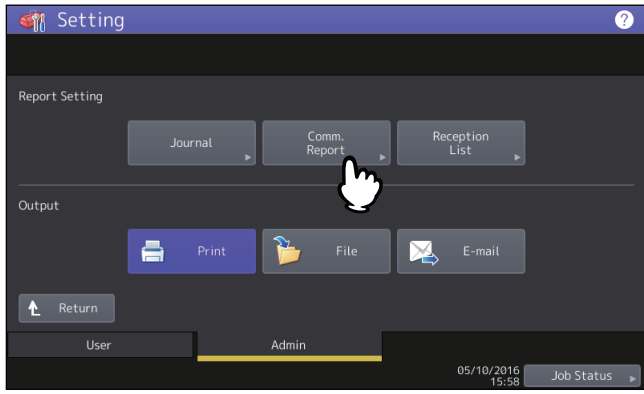 Setting
?
Report Setting
Journal
Comm.
Report
Reception
List
Output
Print
File
E-mail
Return
User
Admin
05/10/2016
15:58
Job Status